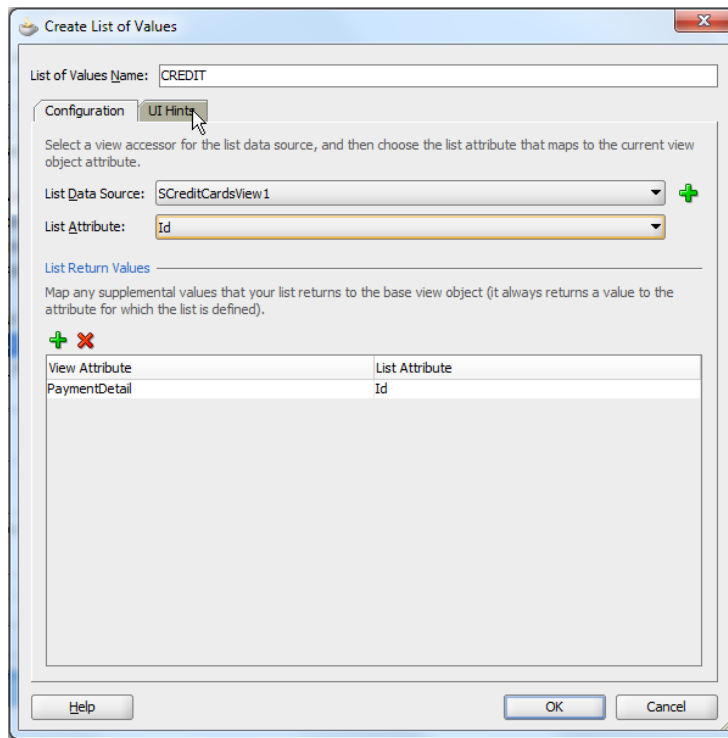 Create List of Values
List of Values Name: CREDIT
Configuration UI Hints
Select a view accessor for the list data source, and then choose the list attribute that maps to the current view
object attribute.
List Data Source: SCreditCardsView1
List Attribute: Id
List Return Values
Map any supplemental values that your list returns to the base view object (it always returns a value to the
attribute for which the list is defined).
View Attribute List Attribute
PaymentDetail Id
Help OK Cancel